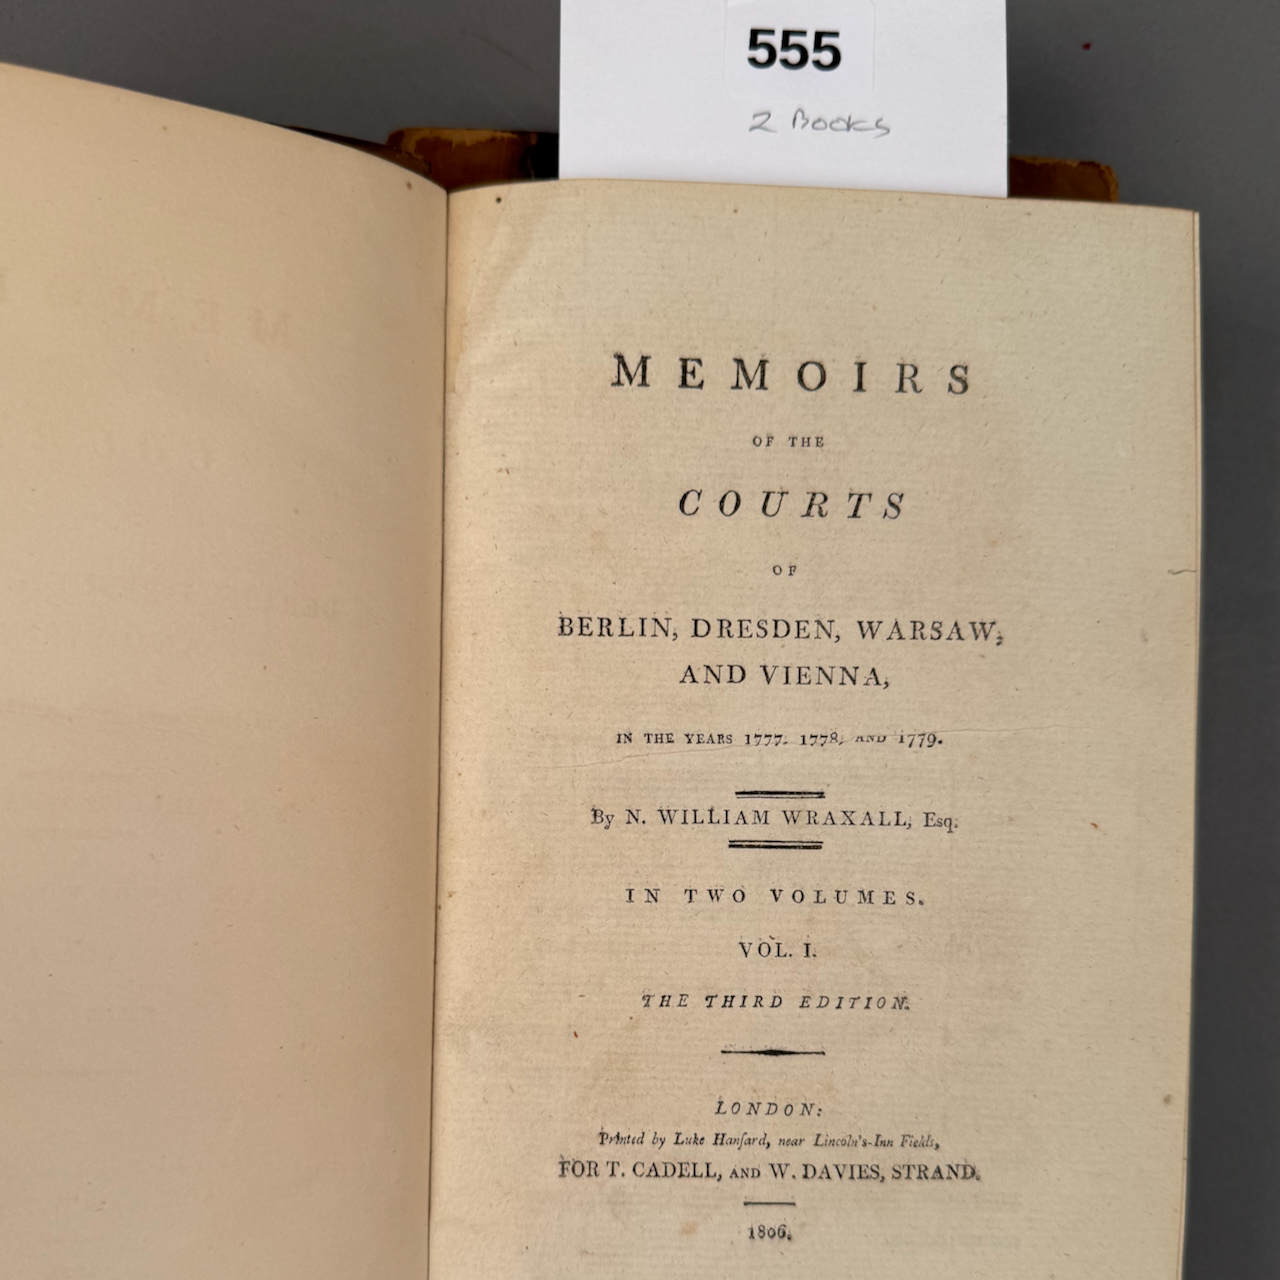 555
2 Books
MEMOIRS
OF THE
COURTS
OF
BERLIN, DRESDEN, WARSAW,
AND VIENNA,
IN THE YEARS 1777, 1778, AND 1779.
By N. WILLIAM WRAXALL, Esq.
IN TWO VOLUMES.
VOL. I.
THE THIRD EDITION.
LONDON:
Printed by Luke Hanſard, near Lincoln's-Inn Fields,
FOR T. CADELL, AND W. DAVIES, STRAND.
1806.